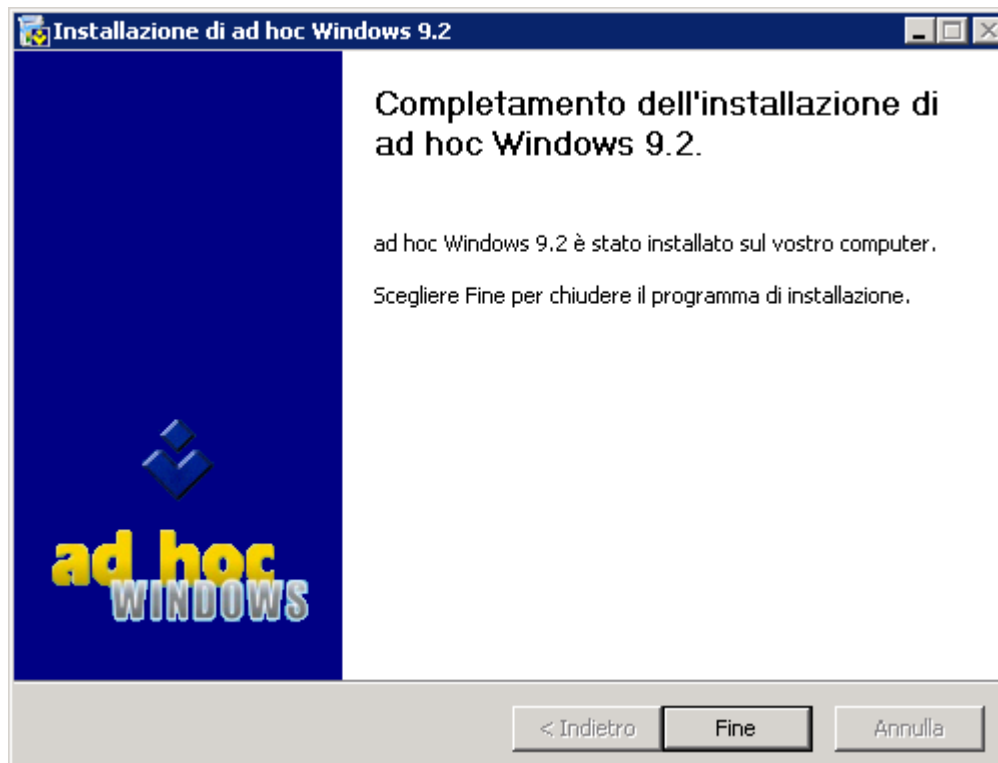 Installazione di ad hoc Windows 9.2
Completamento dell'installazione di
ad hoc Windows 9.2.
ad hoc Windows 9.2 è stato installato sul vostro computer.
Scegliere Fine per chiudere il programma di installazione.
ad hoc
WINDOWS
< Indietro
Fine
Annulla